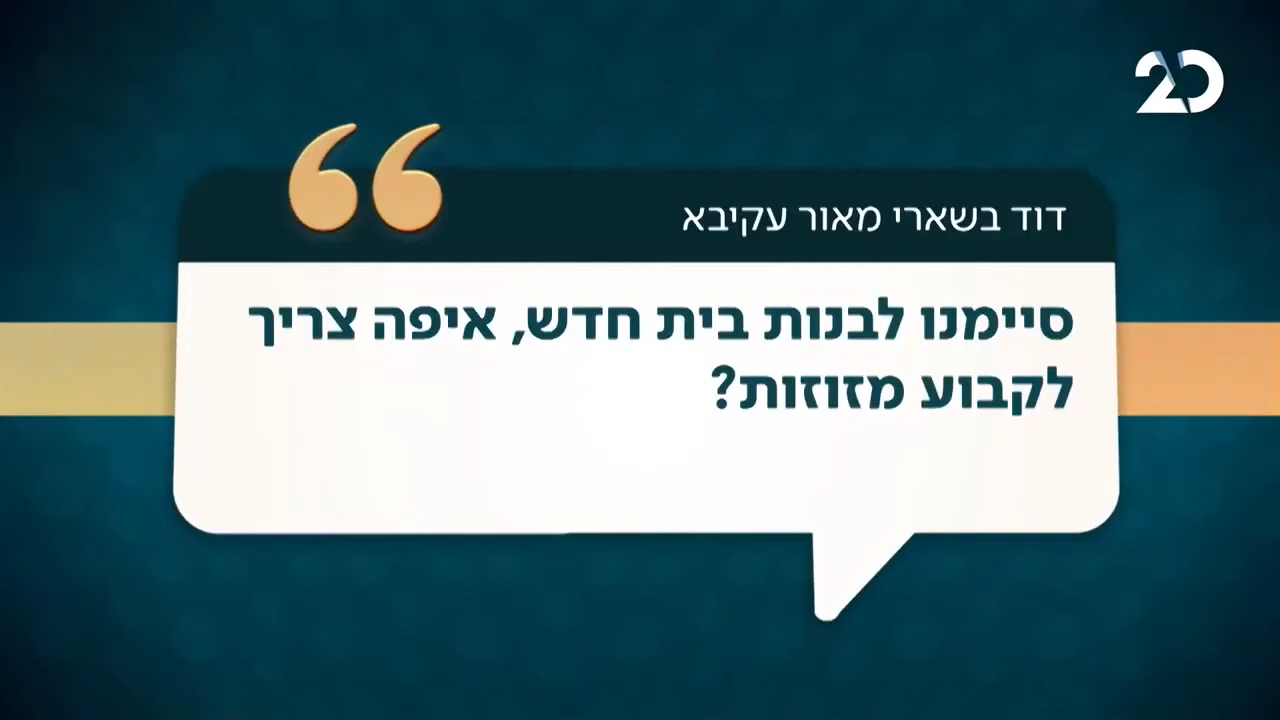 20
דוד בשארי מאור עקיבא
סיימנו לבנות בית חדש, איפה צריך
לקבוע מזוזות?